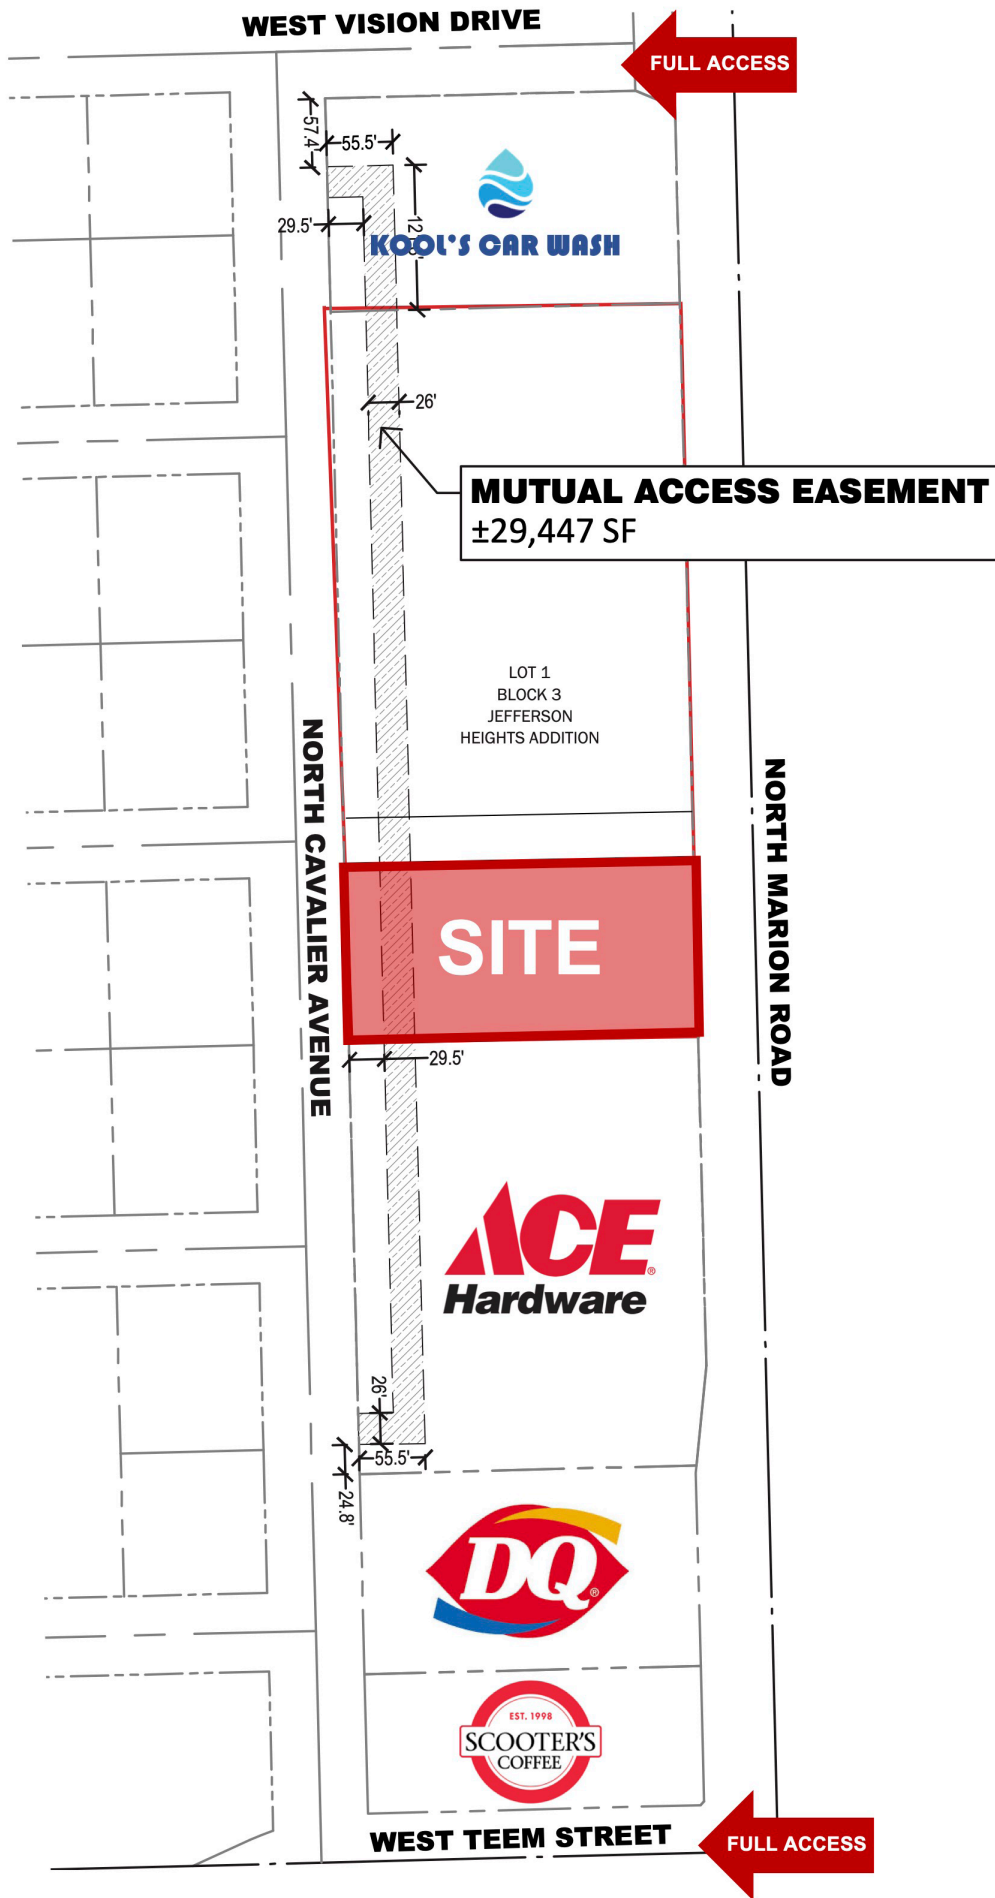 WEST VISION DRIVE
FULL ACCESS
57.4'
55.5'
29.5'
KOOL'S CAR WASH
26'
MUTUAL ACCESS EASEMENT
±29,447 SF
LOT 1
BLOCK 3
JEFFERSON
HEIGHTS ADDITION
NORTH CAVALIER AVENUE
NORTH MARION ROAD
SITE
29.5'
ACE
Hardware
®
26'
55.5'
24.8'
DQ
®
EST. 1998
SCOOTER'S
COFFEE
WEST TEEM STREET
FULL ACCESS